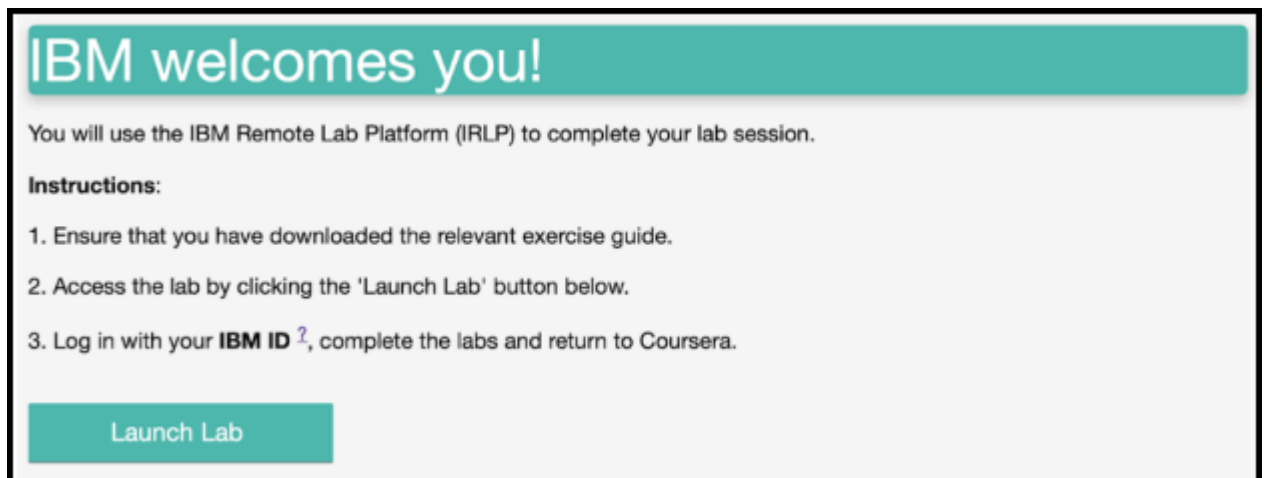 IBM welcomes you!
You will use the IBM Remote Lab Platform (IRLP) to complete your lab session.
Instructions:
1. Ensure that you have downloaded the relevant exercise guide.
2. Access the lab by clicking the 'Launch Lab' button below.
3. Log in with your IBM ID ?, complete the labs and return to Coursera.
Launch Lab